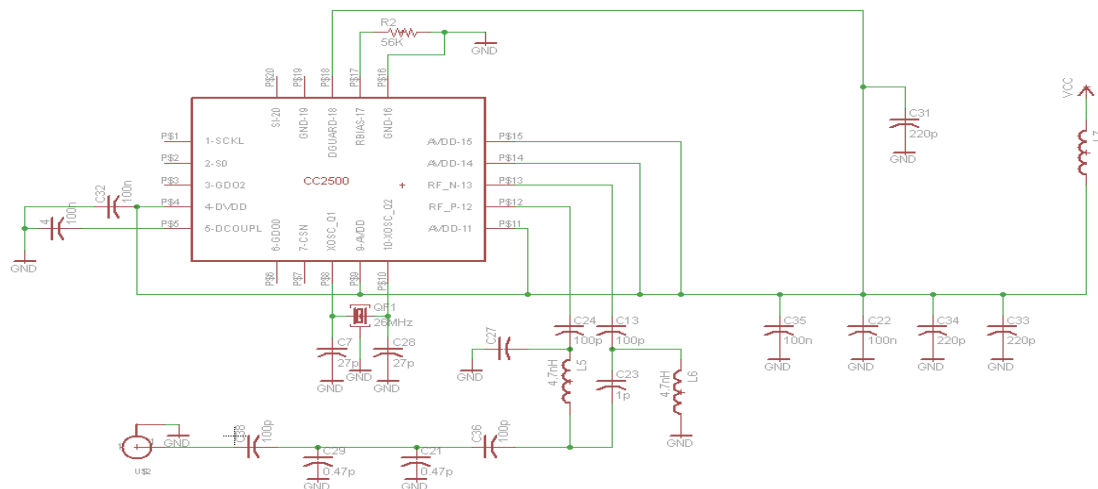 R2
56K
GND
P$20
P$19
P$18
P$17
P$16
SI-20
GND-19
DGUARD-18
RBIAS-17
GND-16
VCC
C31
220p
GND
P$1
1-SCKL
AVDD-15
P$15
P$2
2-S0
AVDD-14
P$14
P$3
3-GDO2
CC2500
RF_N-13
P$13
C32
100n
P$4
4-DVDD
RF_P-12
P$12
4
100n
P$5
5-DCOUPL
AVDD-11
P$11
GND
6-GDO0
7-CSN
XOSC_Q1
9-AVDD
10-XOSC_Q2
P$6
P$7
P$8
P$9
P$10
QF1
26MHz
C7
27p
C28
27p
GND
GND
GND
C27
GND
C24
100p
C13
100p
4.7nH
L5
C23
1p
4.7nH
L6
GND
C35
100n
GND
C22
100n
GND
C34
220p
GND
C33
220p
GND
GND
100p
C36
100p
U$2
C29
0.47p
GND
C21
0.47p
GND